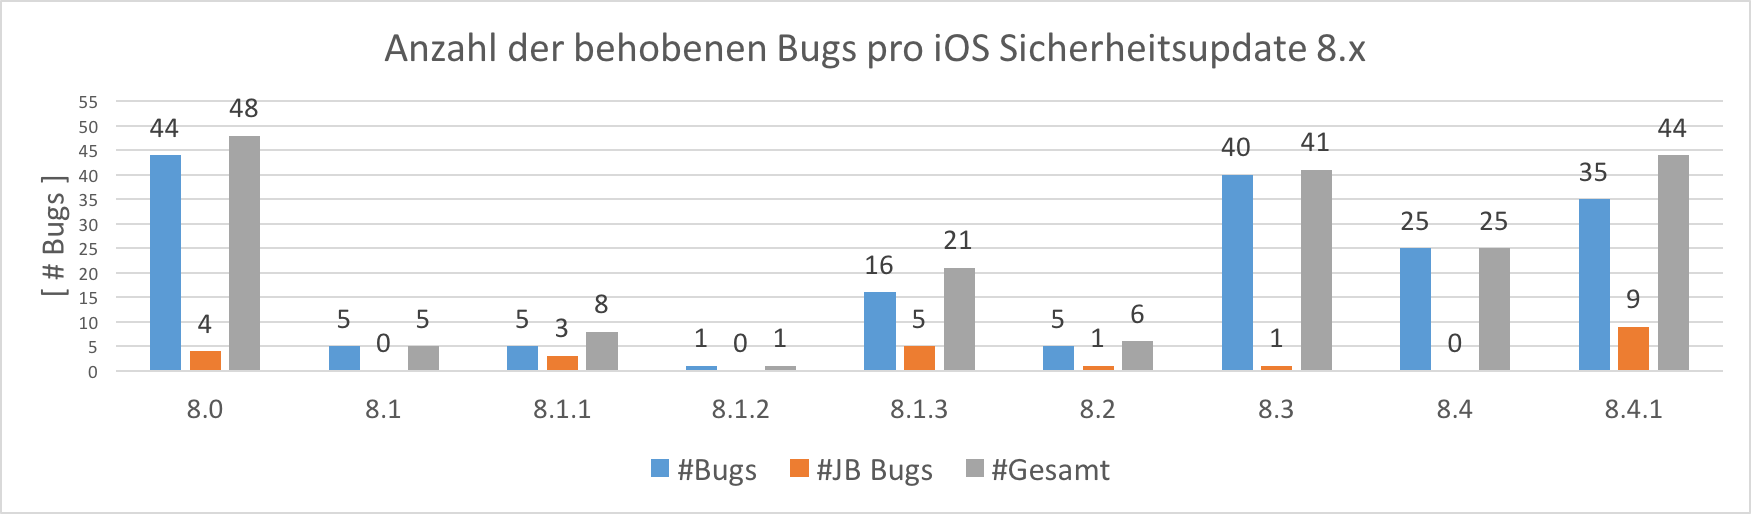 Anzahl der behobenen Bugs pro iOS Sicherheitsupdate 8.x
[ # Bugs ]
55
50
45
40
35
30
25
20
15
10
5
0
44 4 48
5 0 5
5 3 8
1 0 1
16 5 21
5 1 6
40 1 41
25 0 25
35 9 44
8.0 8.1 8.1.1 8.1.2 8.1.3 8.2 8.3 8.4 8.4.1
#Bugs #JB Bugs #Gesamt